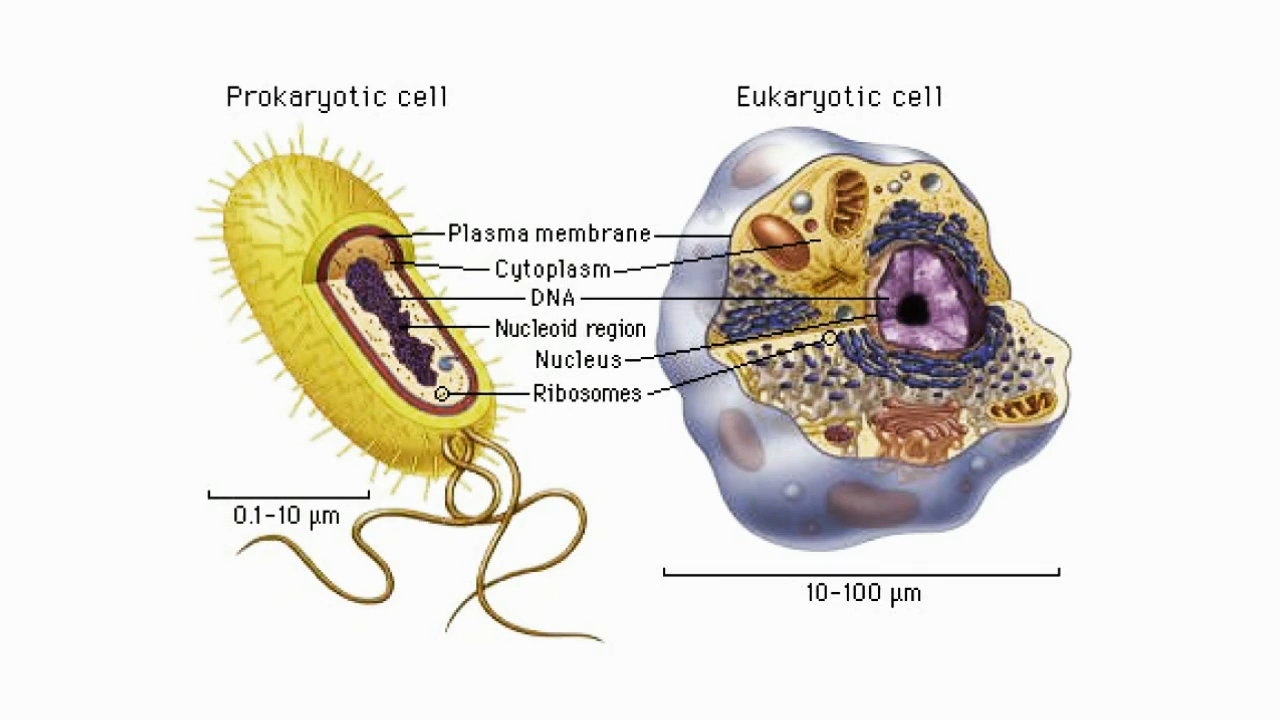 Prokaryotic cell
Eukaryotic cell
Plasma membrane
Cytoplasm
DNA
Nucleoid region
Nucleus
Ribosomes
0.1-10 µm
10-100 µm